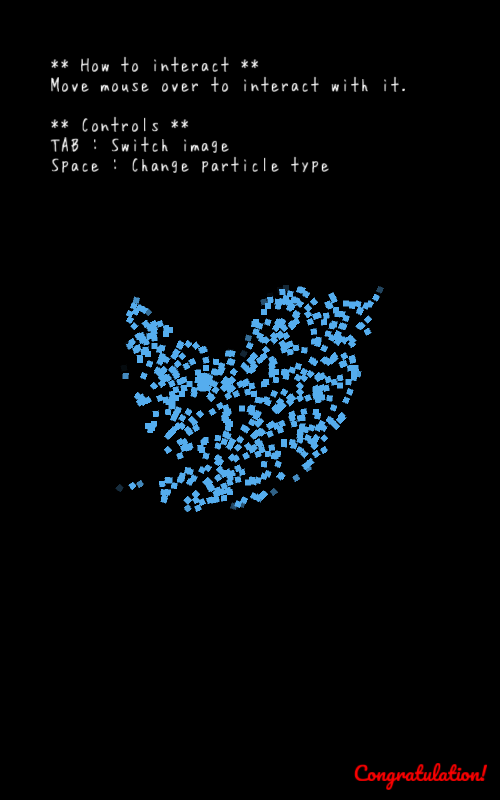 ** How to interact **
Move mouse over to interact with it.
** Controls **
TAB : Switch image
Space : Change particle type
Congratulation!